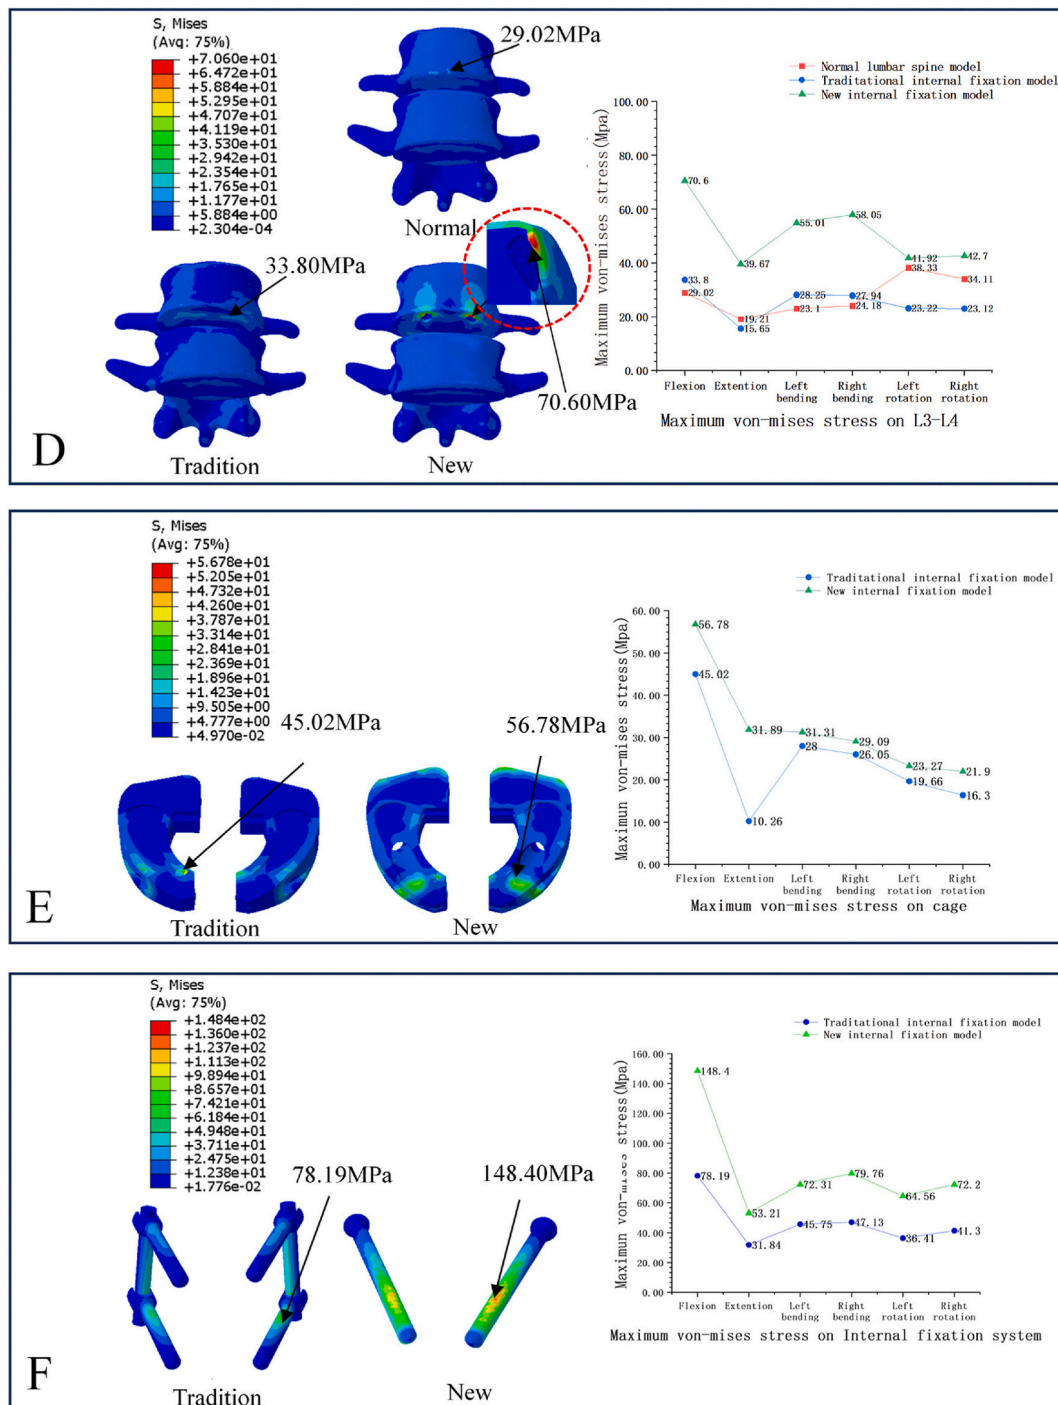 S, Mises
(Avg: 75%)
+7.060e+01
+6.472e+01
+5.884e+01
+5.295e+01
+4.707e+01
+4.119e+01
+3.530e+01
+2.942e+01
+2.354e+01
+1.765e+01
+1.177e+01
+5.884e+00
+2.304e-04
29.02MPa
Normal
33.80MPa
70.60MPa
D
Tradition
New
Normal lumbar spine model
Traditational internal fixation model
New internal fixation model
Maximum von-mises stress(Mpa)
100.00
80.00
60.00
40.00
20.00
0.00
70.6
39.67
55.01
58.05
41.92
42.7
38.33
34.11
33.8
29.02
28.25
27.94
19.21
15.65
23.1
24.18
23.22
23.12
Flexion
Extention
Left bending
Right bending
Left rotation
Right rotation
Maximum von-mises stress on L3-L4
S, Mises
(Avg: 75%)
+5.678e+01
+5.205e+01
+4.732e+01
+4.260e+01
+3.787e+01
+3.314e+01
+2.841e+01
+2.369e+01
+1.896e+01
+1.423e+01
+9.505e+00
+4.777e+00
+4.970e-02
45.02MPa
56.78MPa
E
Tradition
New
Traditational internal fixation model
New internal fixation model
Maximun von-mises stress(Mpa)
60.00
50.00
40.00
30.00
20.00
10.00
0.00
56.78
45.02
31.89
31.31
29.09
28
26.05
23.27
21.9
19.66
16.3
10.26
Flexion
Extention
Left bending
Right bending
Left rotation
Right rotation
Maximum von-mises stress on cage
S, Mises
(Avg: 75%)
+1.484e+02
+1.360e+02
+1.237e+02
+1.113e+02
+9.894e+01
+8.657e+01
+7.421e+01
+6.184e+01
+4.948e+01
+3.711e+01
+2.475e+01
+1.238e+01
+1.776e-02
78.19MPa
148.40MPa
F
Tradition
New
Traditational internal fixation model
New internal fixation model
Maximun von-mises stress(Mpa)
160.00
140.00
120.00
100.00
80.00
60.00
40.00
20.00
0.00
148.4
78.19
53.21
72.31
79.76
64.56
72.2
31.84
45.75
47.13
36.41
41.3
Flexion
Extention
Left bending
Right bending
Left rotation
Right rotation
Maximum von-mises stress on Internal fixation system